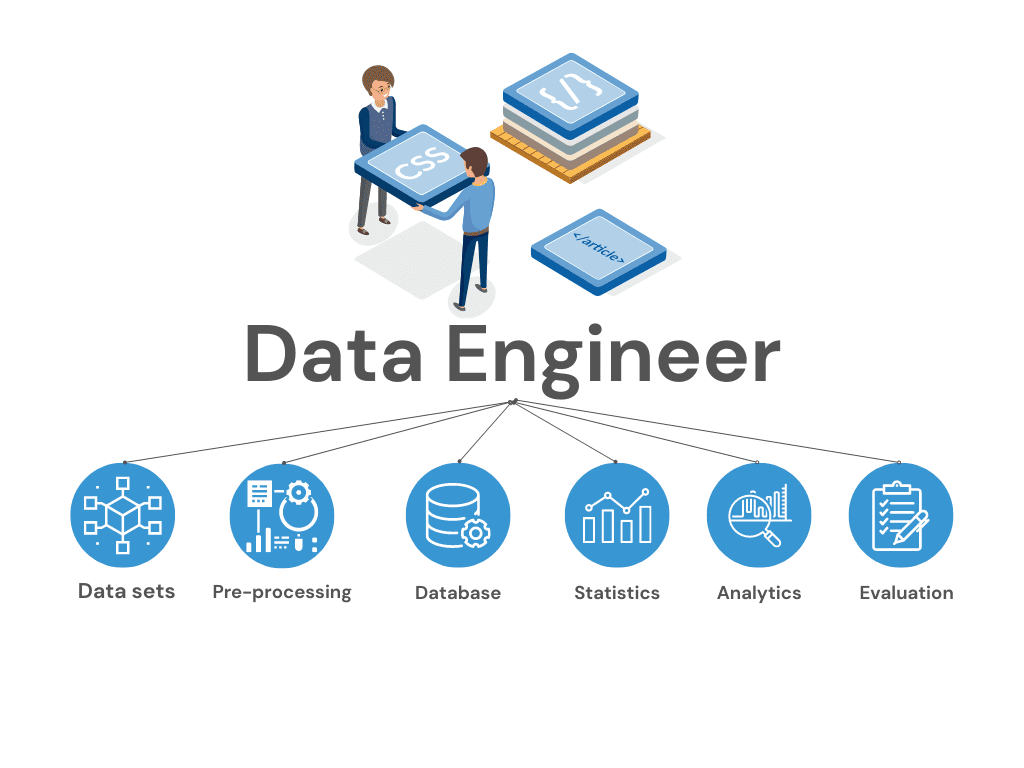 {/}
CSS
</article>
Data Engineer
Data sets
Pre-processing
Database
Statistics
Analytics
Evaluation